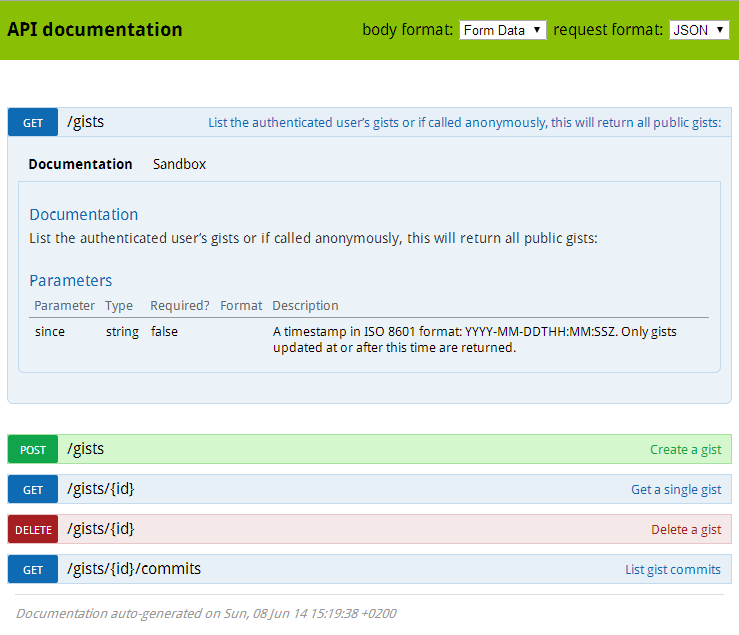 API documentation body format: Form Data request format: JSON
GET /gists List the authenticated user's gists or if called anonymously, this will return all public gists:
Documentation Sandbox
Documentation
List the authenticated user's gists or if called anonymously, this will return all public gists:
Parameters
Parameter Type Required? Format Description
since string false A timestamp in ISO 8601 format: YYYY-MM-DDTHH:MM:SSZ. Only gists
updated at or after this time are returned.
POST /gists Create a gist
GET /gists/{id} Get a single gist
DELETE /gists/{id} Delete a gist
GET /gists/{id}/commits List gist commits
Documentation auto-generated on Sun, 08 Jun 14 15:19:38 +0200